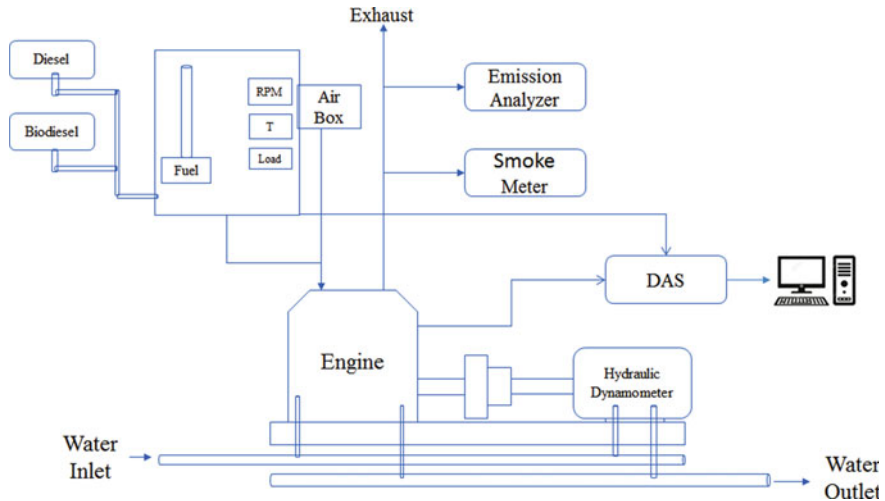 Exhaust
Diesel
Biodiesel
RPM
T
Load
Fuel
Air
Box
Emission
Analyzer
Smoke
Meter
DAS
Engine
Hydraulic
Dynamometer
Water
Inlet
Water
Outlet